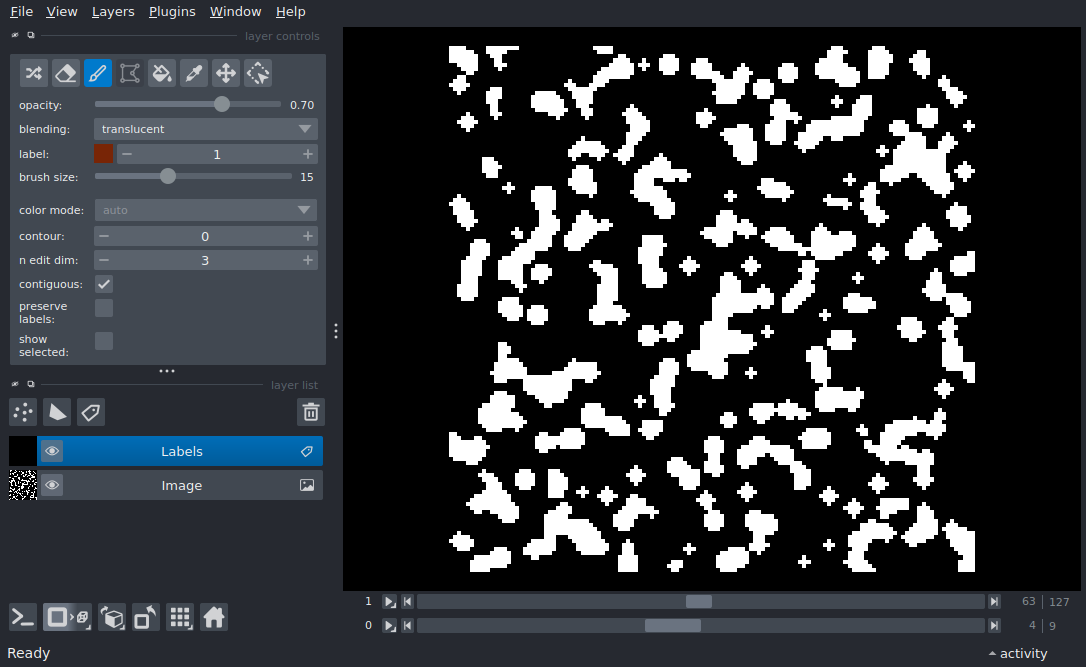 File View Layers Plugins Window Help
layer controls
opacity: 0.70
blending: translucent
label: 1
brush size: 15
color mode: auto
contour: 0
n edit dim: 3
contiguous:
preserve
labels:
show
selected:
layer list
Labels
Image
1 63 | 127
0 4 | 9
Ready
activity